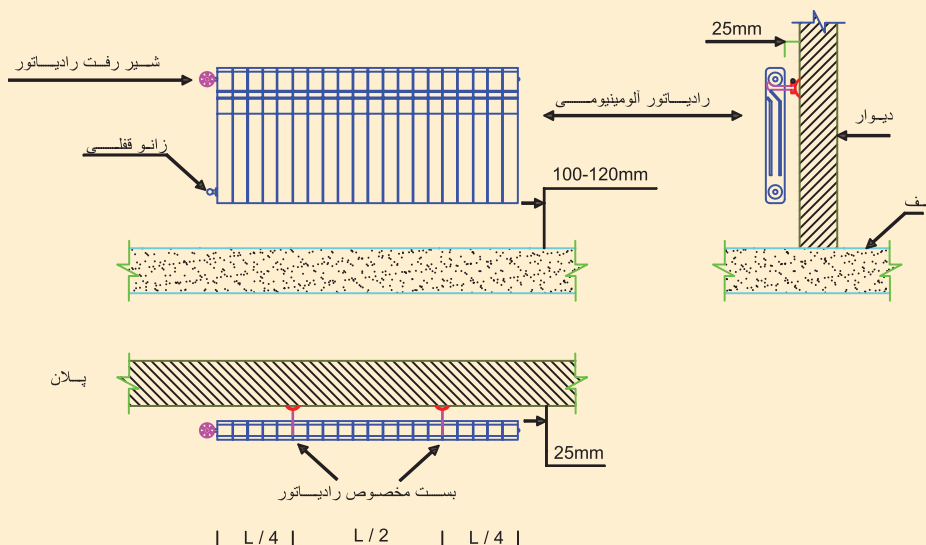 25mm
شیر رفت رادیاتور
رادیاتور آلومینیومی
دیوار
زانو قفلی
100-120mm
پلان
25mm
بست مخصوص رادیاتور
L / 4
L / 2
L / 4